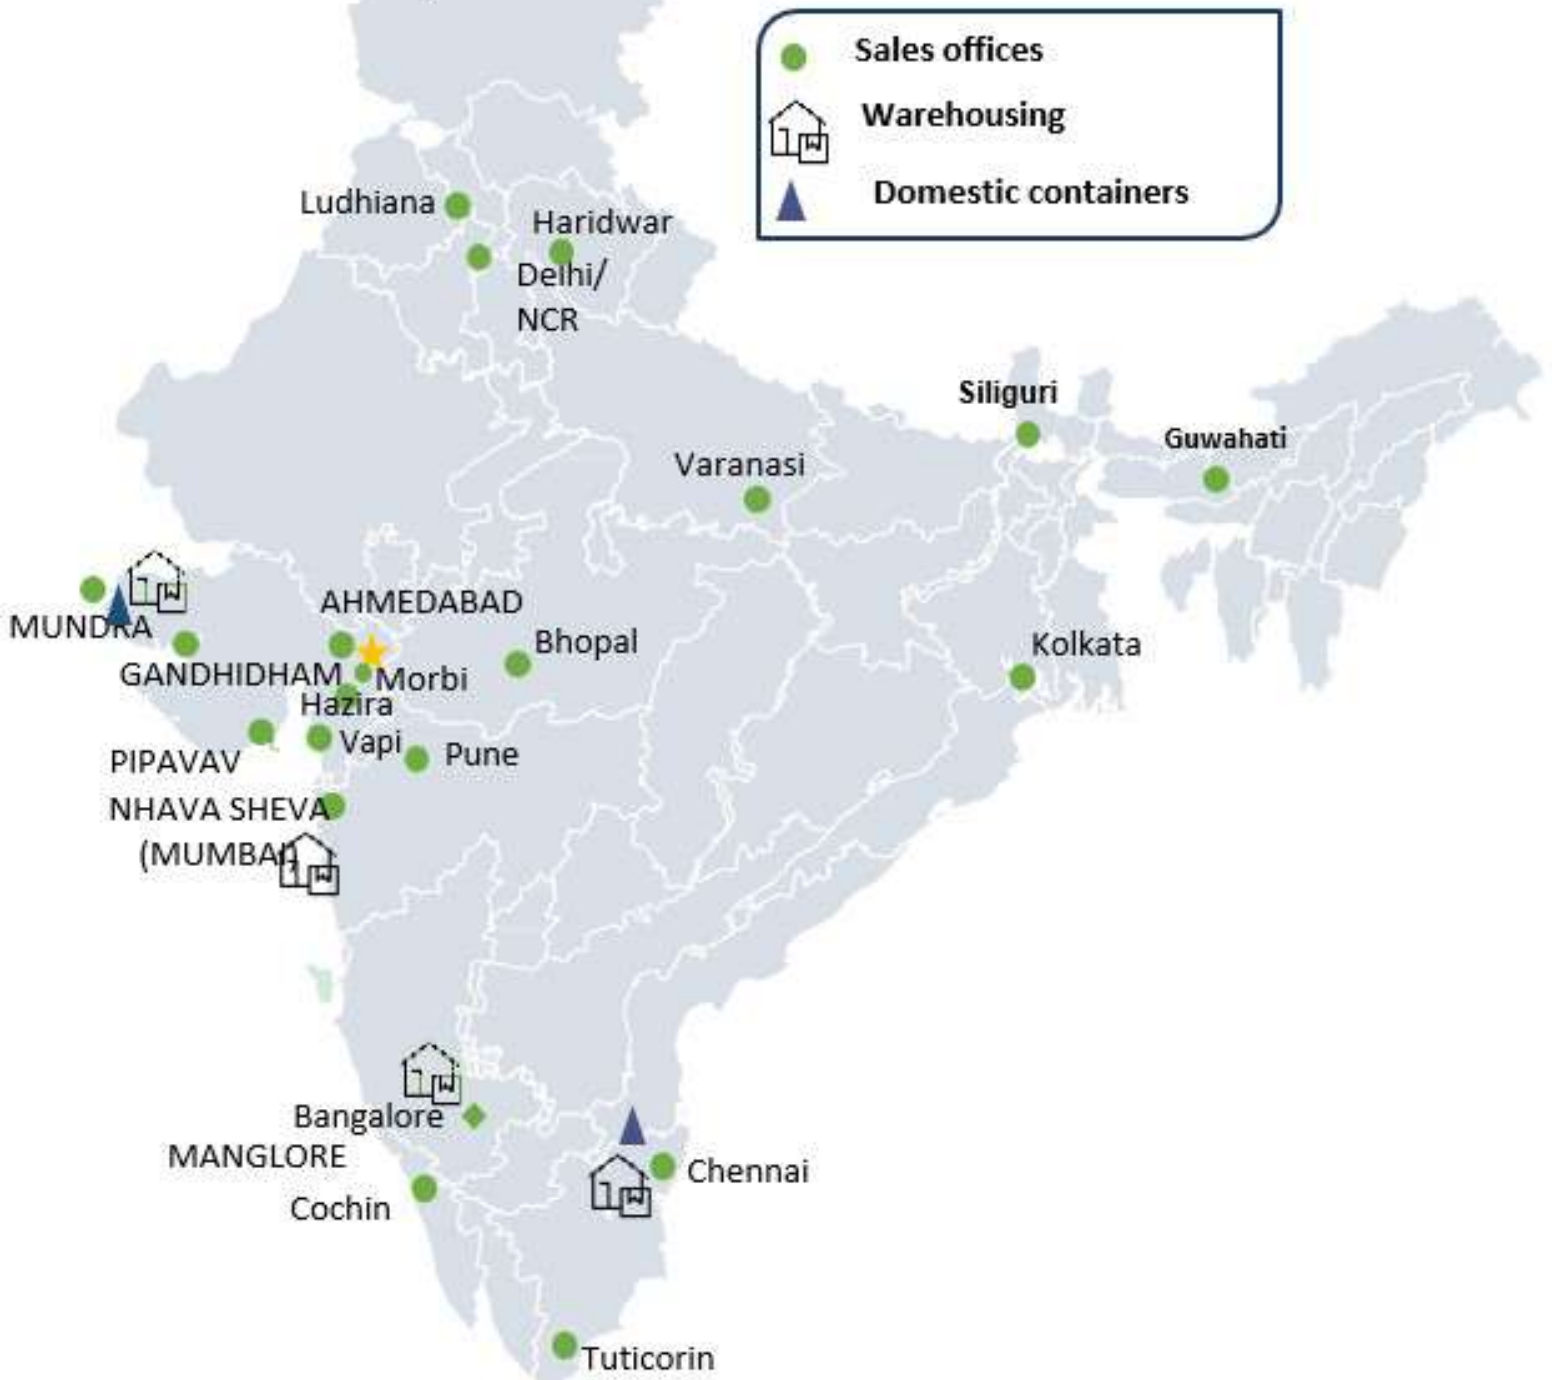 Sales offices
Warehousing
Domestic containers
Ludhiana
Haridwar
Delhi/
NCR
Siliguri
Guwahati
Varanasi
AHMEDABAD
MUNDRA
Bhopal
Kolkata
GANDHIDHAM
Morbi
Hazira
Vapi
Pune
PIPAVAV
NHAVA SHEVA
(MUMBAI)
Bangalore
MANGLORE
Chennai
Cochin
Tuticorin